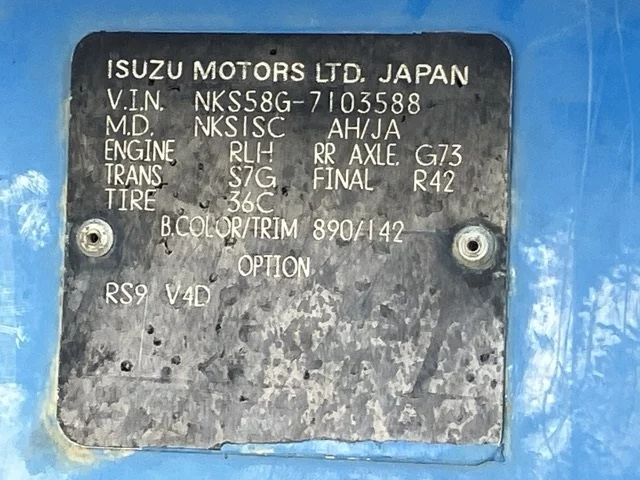 ISUZU MOTORS LTD. JAPAN
V.I.N. NKS58G-7103588
M.D. NKS1SC AH/JA
ENGINE RLH RR AXLE. G73
TRANS S7G FINAL R42
TIRE 36C
B.COLOR/TRIM 890/142
OPTION
RS9 V4D